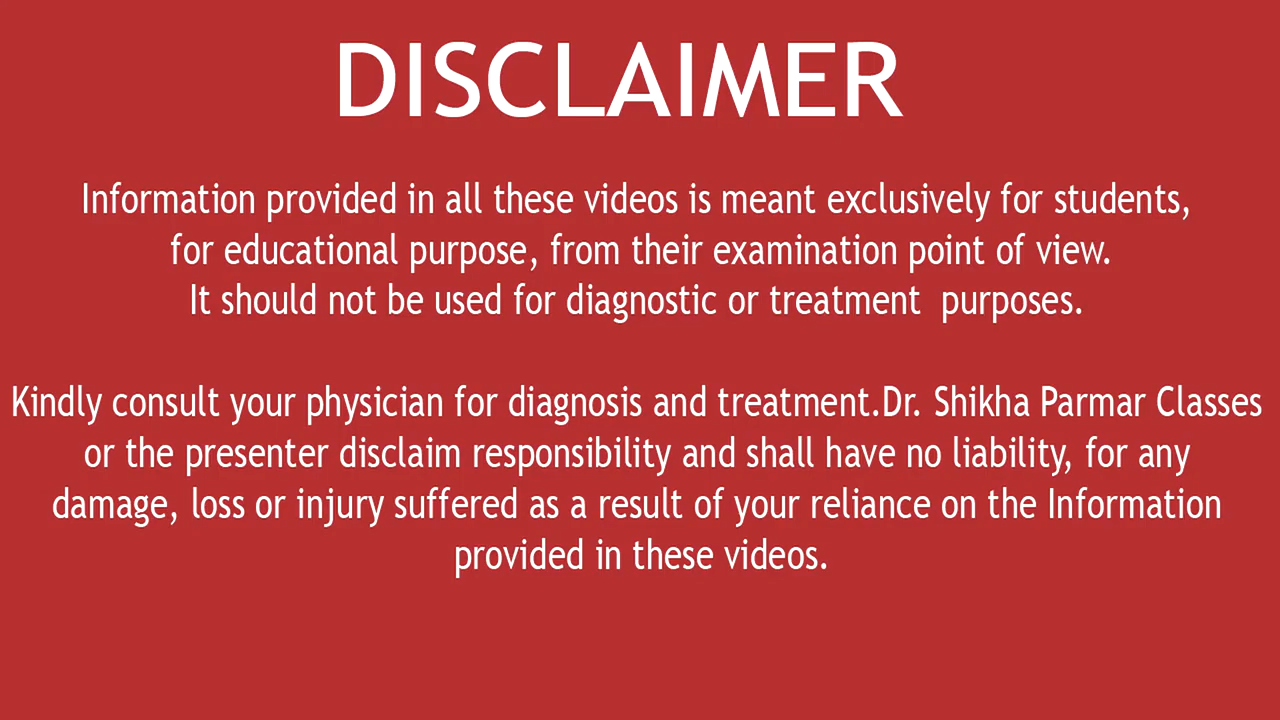 DISCLAIMER
Information provided in all these videos is meant exclusively for students,
for educational purpose, from their examination point of view.
It should not be used for diagnostic or treatment  purposes.
Kindly consult your physician for diagnosis and treatment.Dr. Shikha Parmar Classes
or the presenter disclaim responsibility and shall have no liability, for any
damage, loss or injury suffered as a result of your reliance on the Information
provided in these videos.